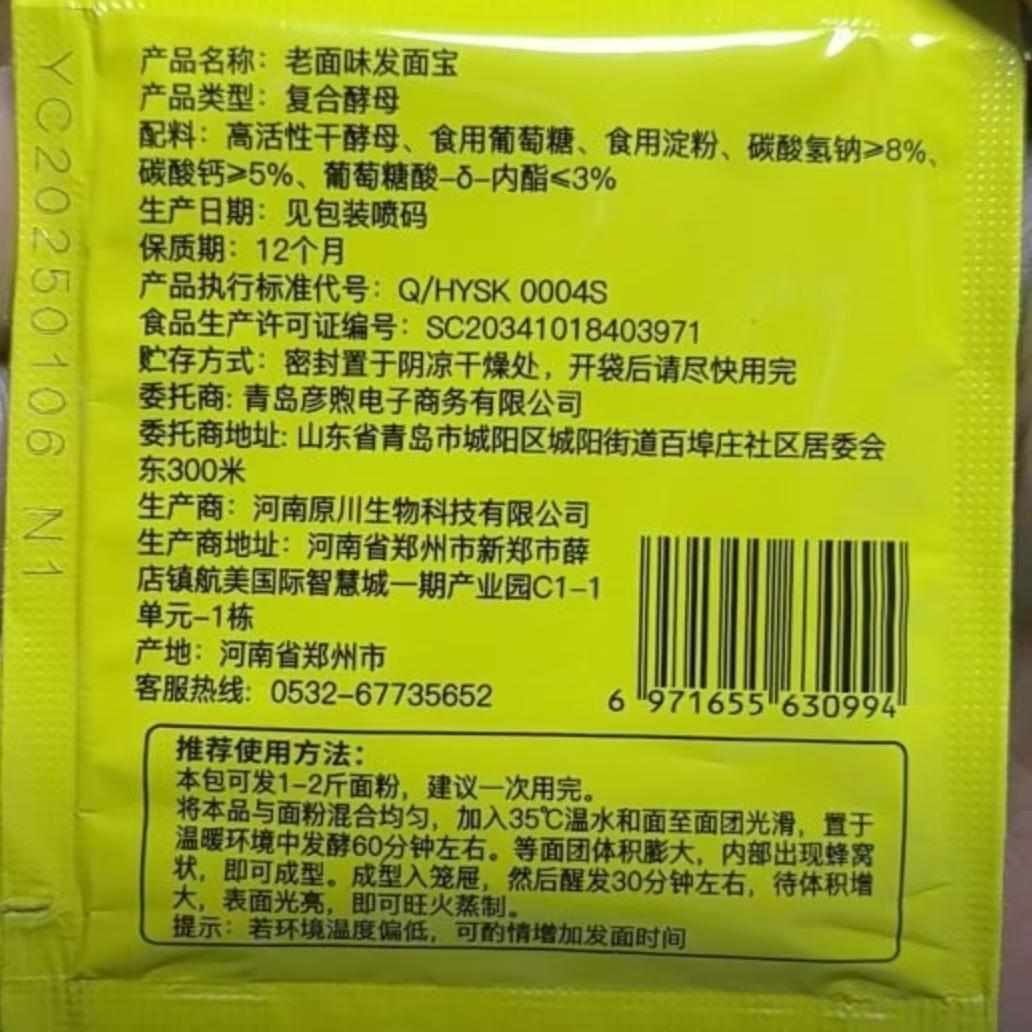 YC20250106 N1
产品名称：老面味发面宝
产品类型：复合酵母
配料：高活性干酵母、食用葡萄糖、食用淀粉、碳酸氢钠≥8%、
碳酸钙≥5%、葡萄糖酸-δ-内酯≤3%
生产日期：见包装喷码
保质期：12个月
产品执行标准代号：Q/HYSK 0004S
食品生产许可证编号：SC20341018403971
贮存方式：密封置于阴凉干燥处，开袋后请尽快用完
委托商:青岛彦煦电子商务有限公司
委托商地址:山东省青岛市城阳区城阳街道百埠庄社区居委会
东300米
生产商：河南原川生物科技有限公司
生产商地址：河南省郑州市新郑市薛
店镇航美国际智慧城一期产业园C1-1
单元-1栋
产地：河南省郑州市
客服热线：0532-67735652
6 971655 630994
推荐使用方法：
本包可发1-2斤面粉，建议一次用完。
将本品与面粉混合均匀，加入35℃温水和面至面团光滑，置于
温暖环境中发酵60分钟左右。等面团体积膨大，内部出现蜂窝
状，即可成型。成型入笼屉，然后醒发30分钟左右，待体积增
大，表面光亮，即可旺火蒸制。
提示：若环境温度偏低，可酌情增加发面时间